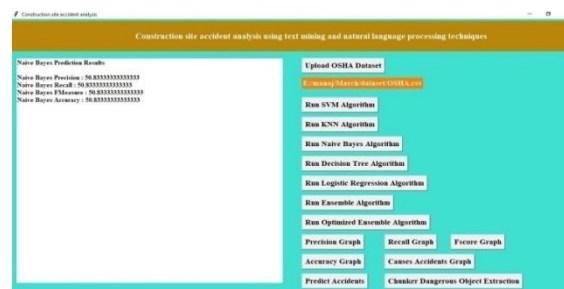 Construction site accident analysis
Construction site accident analysis using text mining and natural language processing techniques
Naive Bayes Prediction Results
Naive Bayes Precision : 50.83333333333333
Naive Bayes Recall : 50.83333333333333
Naive Bayes FMeasure : 50.83333333333333
Naive Bayes Accuracy : 50.83333333333333
Upload OSHA Dataset
E:/manoj/March/dataset/OSHA.csv
Run SVM Algorithm
Run KNN Algorithm
Run Naive Bayes Algorithm
Run Decision Tree Algorithm
Run Logistic Regression Algorithm
Run Ensemble Algorithm
Run Optimized Ensemble Algorithm
Precision Graph Recall Graph Fscore Graph
Accuracy Graph Causes Accidents Graph
Predict Accidents Chunker Dangerous Object Extraction